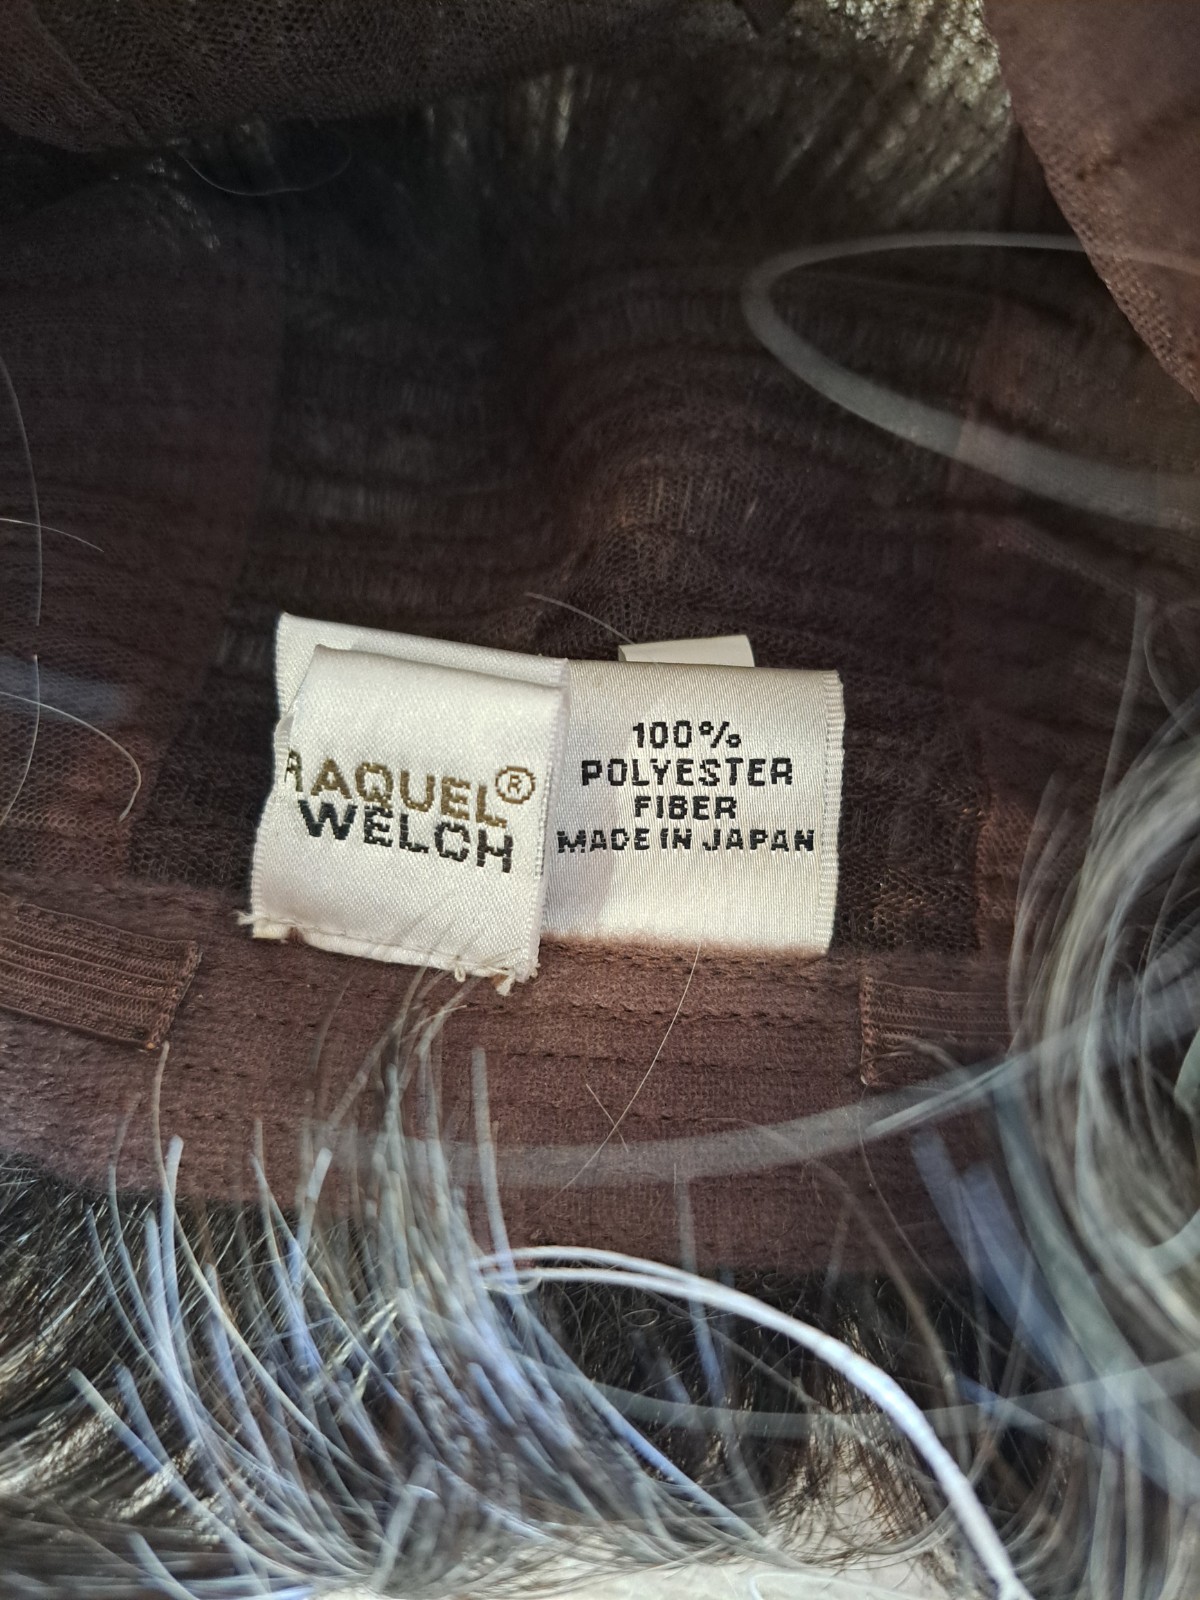 RAQUEL®
WELCH
100%
POLYESTER
FIBER
MADE IN JAPAN